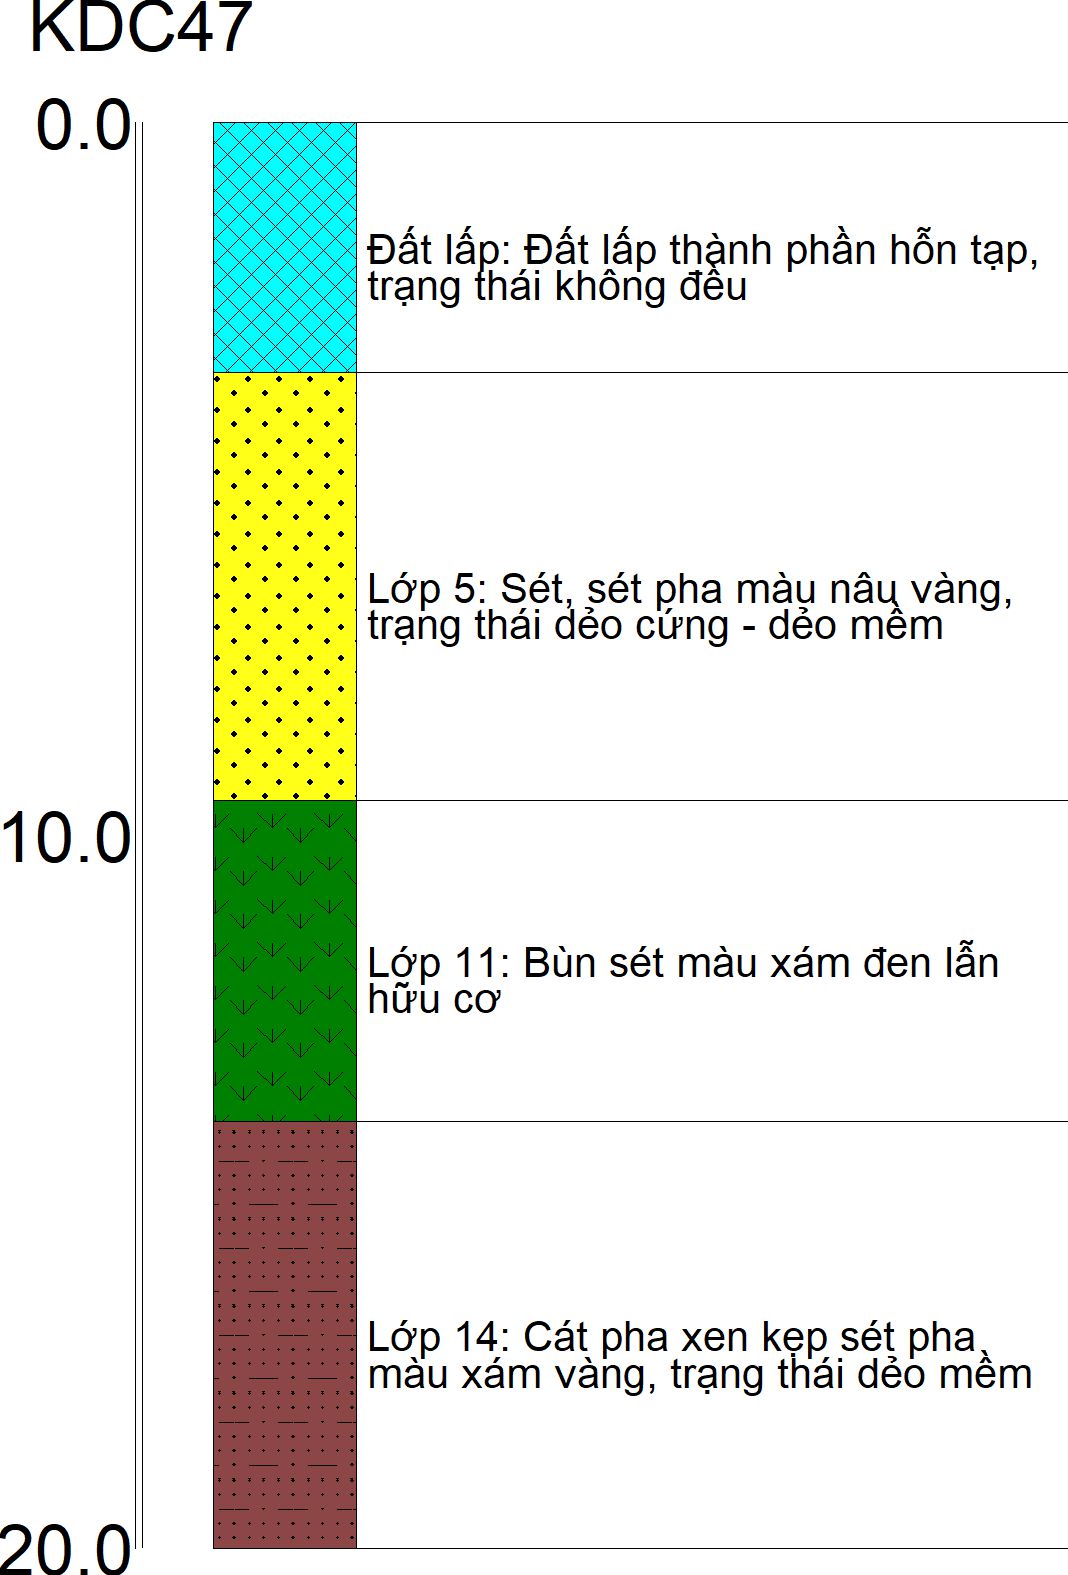 KDC47
0.0
Đất lấp: Đất lấp thành phần hỗn tạp,
trạng thái không đều
Lớp 5: Sét, sét pha màu nâu vàng,
trạng thái dẻo cứng - dẻo mềm
10.0
Lớp 11: Bùn sét màu xám đen lẫn
hữu cơ
Lớp 14: Cát pha xen kẹp sét pha
màu xám vàng, trạng thái dẻo mềm
20.0